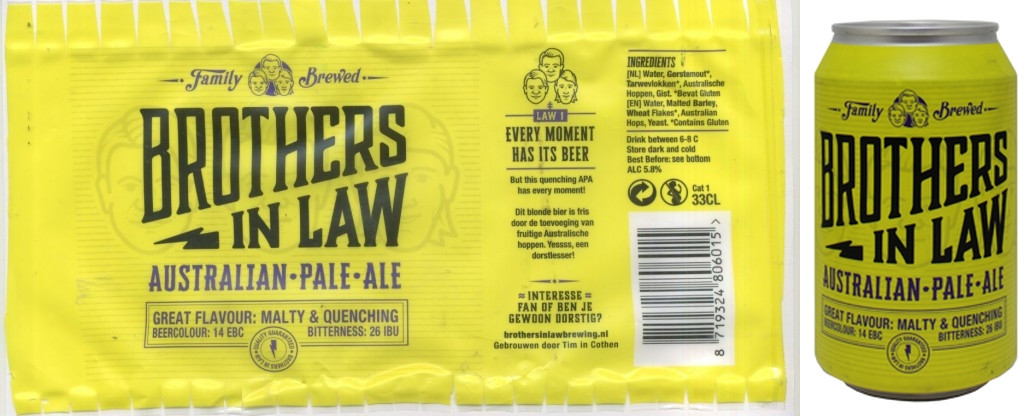 Family Brewed
BROTHERS
IN LAW
AUSTRALIAN•PALE•ALE
GREAT FLAVOUR: MALTY & QUENCHING
BEERCOLOUR: 14 EBC BITTERNESS: 26 IBU
QUALITY GUARANTEED
BROTHERS IN LAW
LAW 1
EVERY MOMENT
HAS ITS BEER
But this quenching APA
has every moment!
Dit blonde bier is fris
door de toevoeging van
fruitige Australische
hoppen. Yessss, een
dorstlesser!
= INTERESSE =
FAN OF BEN JE
GEWOON DORSTIG?
brothersinlawbrewing.nl
Gebrouwen door Tim in Cothen
INGREDIENTS
[NL] Water, Gerstemout*,
Tarwevlokken*, Australische
Hoppen, Gist. *Bevat Gluten
[EN] Water, Malted Barley,
Wheat Flakes*, Australian
Hops, Yeast. *Contains Gluten
Drink between 6-8 C
Store dark and cold
Best Before: see bottom
ALC 5.8%
Cat 1
33CL
8 719324 806015 >
Family Brewed
BROTHERS
IN LAW
AUSTRALIAN•PALE•ALE
GREAT FLAVOUR: MALTY & QUENCHING
BEERCOLOUR: 14 EBC BITTERNESS: 26 IBU